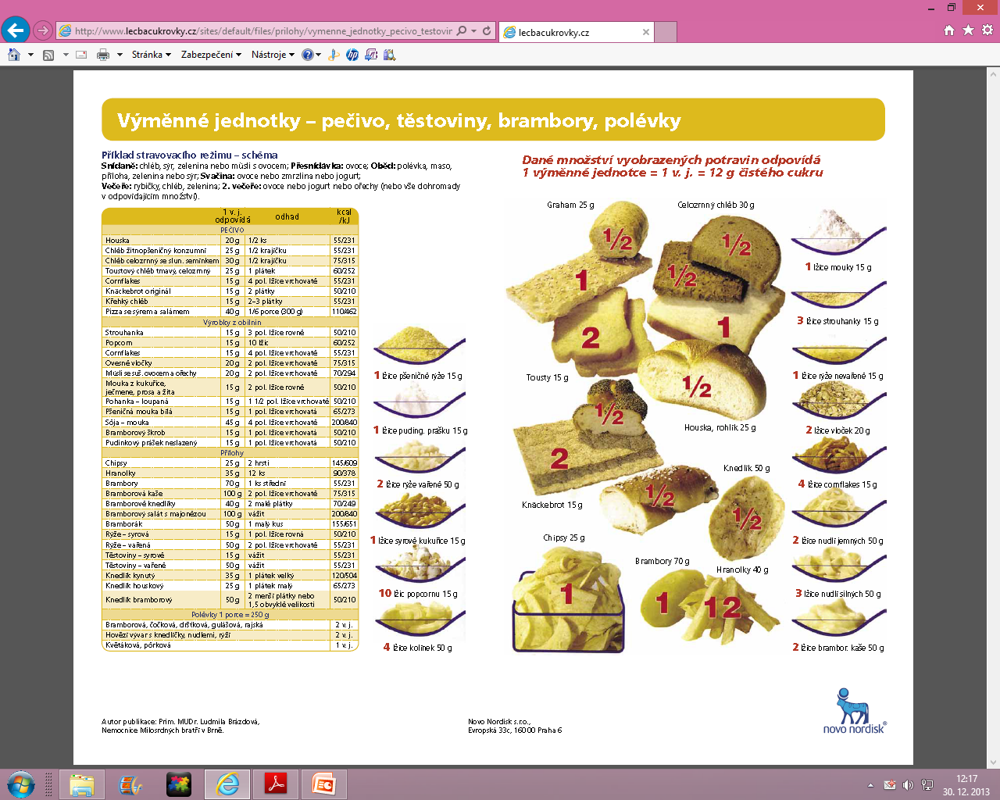 http://www.lecbacukrovky.cz/sites/default/files/prilohy/vymenne_jednotky_pecivo_testovir
lecbacukrovky.cz
Stránka
Zabezpečení
Nástroje
Výměnné jednotky – pečivo, těstoviny, brambory, polévky
Příklad stravovacího režimu – schéma
Snídaně: chléb, sýr, zelenina nebo müsli s ovocem; Přesnídávka: ovoce; Oběd: polévka, maso,
příloha, zelenina nebo sýr; Svačina: ovoce nebo zmrzlina nebo jogurt;
Večeře: rybičky, chléb, zelenina; 2. večeře: ovoce nebo jogurt nebo ořechy (nebo vše dohromady
v odpovídajícím množství).
1 v. j. odpovídá odhad kcal /kJ
PEČIVO
Houska 20 g 1/2 ks 55/231
Chléb žitnopšeničný konzumní 25 g 1/2 krajíčku 55/231
Chléb celozrnný se slun. semínkem 30 g 1/2 krajíčku 75/315
Toustový chléb tmavý, celozrnný 25 g 1 plátek 60/252
Cornflakes 15 g 4 pol. lžíce vrchovaté 55/231
Knäckebrot originál 15 g 2 plátky 50/210
Křehký chléb 15 g 2–3 plátky 55/231
Pizza se sýrem a salámem 40 g 1/6 porce (300 g) 110/462
Výrobky z obilnin
Strouhanka 15 g 3 pol. lžíce rovné 50/210
Popcorn 15 g 10 lžic 60/252
Cornflakes 15 g 4 pol. lžíce vrchovaté 55/231
Ovesné vločky 20 g 2 pol. lžíce vrchovaté 75/315
Müsli se suš. ovocem a ořechy 20 g 2 pol. lžíce vrchovaté 70/294
Mouka z kukuřice,
ječmene, prosa a žita 15 g 2 pol. lžíce rovné 50/210
Pohanka – loupaná 15 g 1 1/2 pol. lžíce vrchovaté 50/210
Pšeničná mouka bílá 15 g 1 pol. lžíce vrchovatá 65/273
Sója – mouka 45 g 4 pol. lžíce vrchovaté 200/840
Bramborový škrob 15 g 1 pol. lžíce vrchovatá 50/210
Pudinkový prášek neslazený 15 g 1 pol. lžíce vrchovatá 50/210
Přílohy
Chipsy 25 g 2 hrsti 145/609
Hranolky 35 g 12 ks 90/378
Brambory 70 g 1 ks střední 55/231
Bramborová kaše 100 g 2 pol. lžíce vrchovaté 75/315
Bramborové knedlíky 40 g 2 malé plátky 70/249
Bramborový salát s majonézou 100 g vážit 200/840
Bramborák 50 g 1 malý kus 155/651
Rýže – syrová 15 g 1 pol. lžíce rovná 50/210
Rýže – vařená 50 g 2 pol. lžíce vrchovaté 55/231
Těstoviny – syrové 15 g vážit 55/231
Těstoviny – vařené 50 g vážit 55/231
Knedlík kynutý 35 g 1 plátek velký 120/504
Knedlík houskový 25 g 1 plátek malý 65/273
Knedlík bramborový 50 g 2 menší plátky nebo
1,5 obvyklé velikosti 50/210
Polévky 1 porce = 250 g
Bramborová, čočková, dršťková, gulášová, rajská 2 v. j.
Hovězí vývar s knedlíčky, nudlemi, rýží 2 v. j.
Květáková, pórková 1 v. j.
1 lžíce pšeničné rýže 15 g
1 lžíce puding. prášku 15 g
2 lžíce rýže vařené 50 g
1 lžíce syrové kukuřice 15 g
10 lžic popcornu 15 g
4 lžíce kolínek 50 g
Dané množství vyobrazených potravin odpovídá
1 výměnné jednotce = 1 v. j. = 12 g čistého cukru
Graham 25 g
Celozrnný chléb 30 g
1/2
1/2
1/2
1
1
2
Tousty 15 g
1/2
1/2
Houska, rohlík 25 g
2
Knäckebrot 15 g
1/2
Knedlík 50 g
1/2
Chipsy 25 g
1
Brambory 70 g
1
Hranolky 40 g
12
1 lžíce mouky 15 g
3 lžíce strouhanky 15 g
1 lžíce rýže nevařené 15 g
2 lžíce vloček 20 g
4 lžíce cornflakes 15 g
2 lžíce nudlí jemných 50 g
3 lžíce nudlí silných 50 g
2 lžíce brambor. kaše 50 g
Autor publikace: Prim. MUDr. Ludmila Brázdová,
Nemocnice Milosrdných bratří v Brně.
Novo Nordisk s.r.o.,
Evropská 33c, 160 00 Praha 6
novo nordisk®
12:17
30. 12. 2013